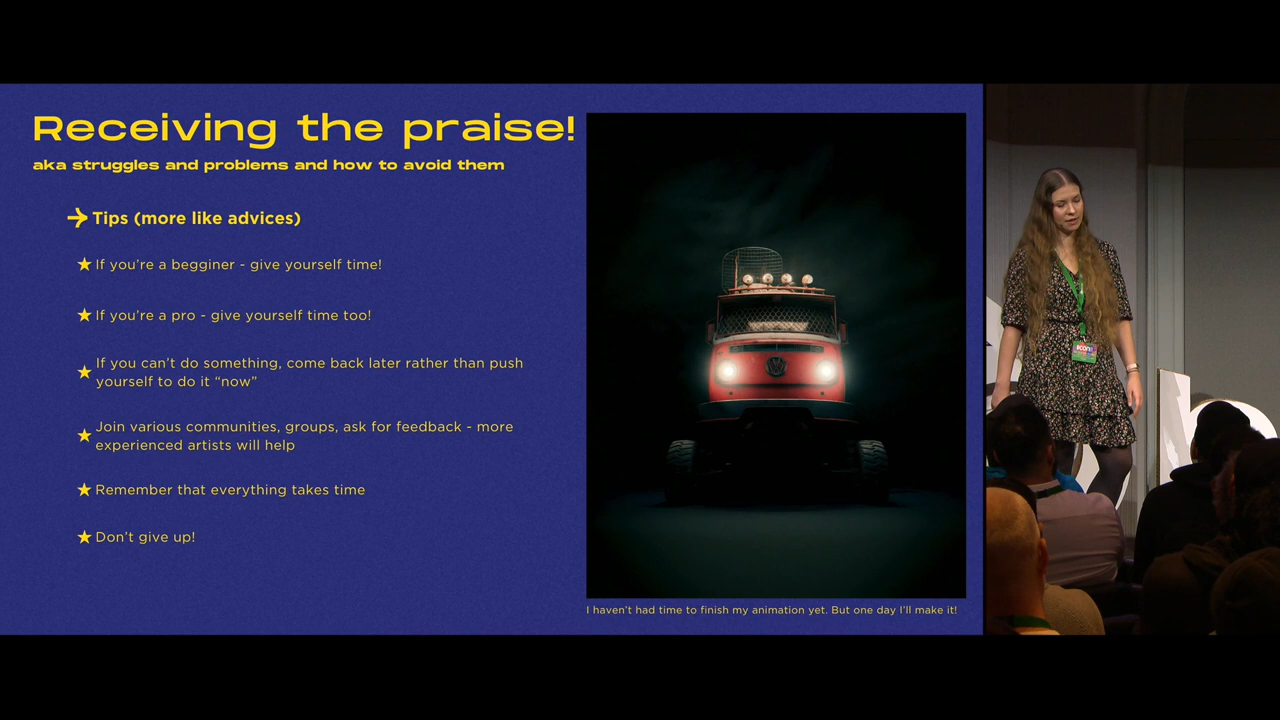 Receiving the praise!
aka struggles and problems and how to avoid them
Tips (more like advices)
If you're a begginer - give yourself time!
If you're a pro - give yourself time too!
If you can't do something, come back later rather than push
yourself to do it “now”
Join various communities, groups, ask for feedback - more
experienced artists will help
Remember that everything takes time
Don't give up!
I haven't had time to finish my animation yet. But one day I'll make it!